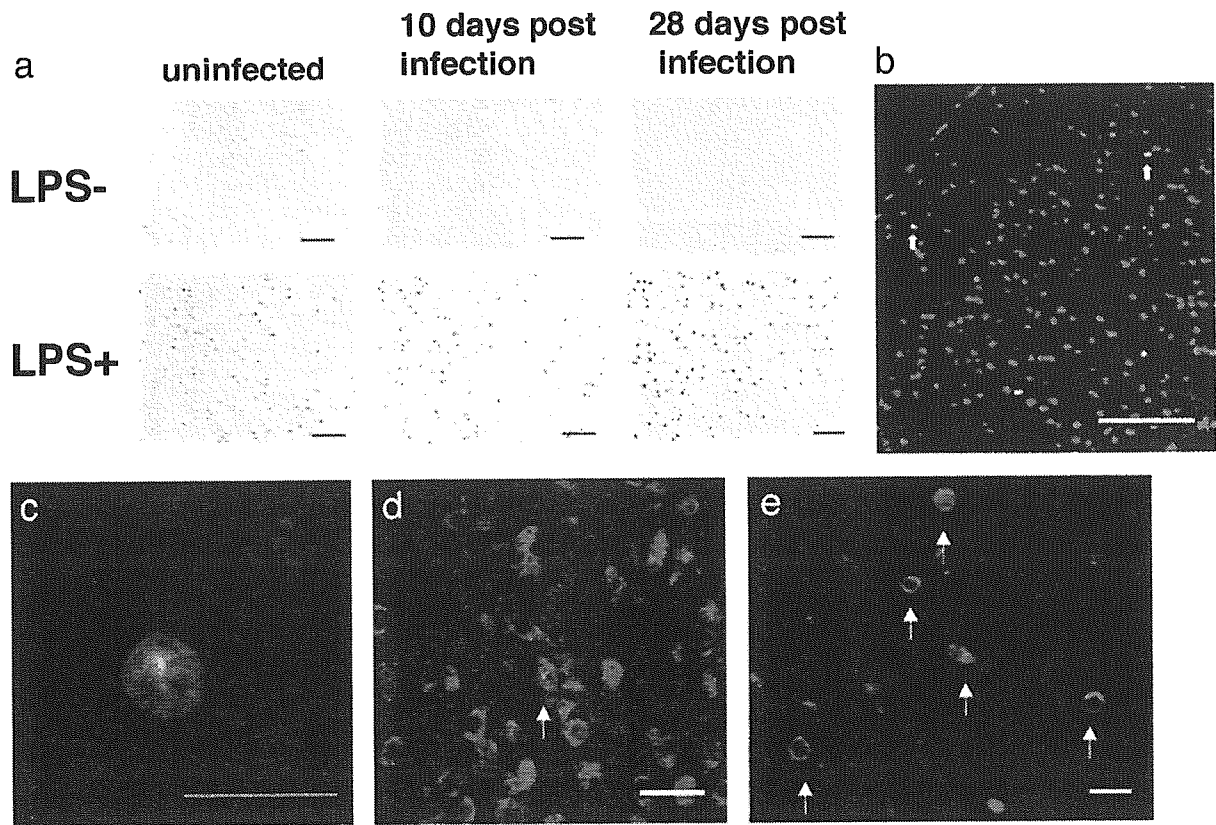 a
uninfected
10 days post
infection
28 days post
infection
b
LPS-
LPS+
c
d
e